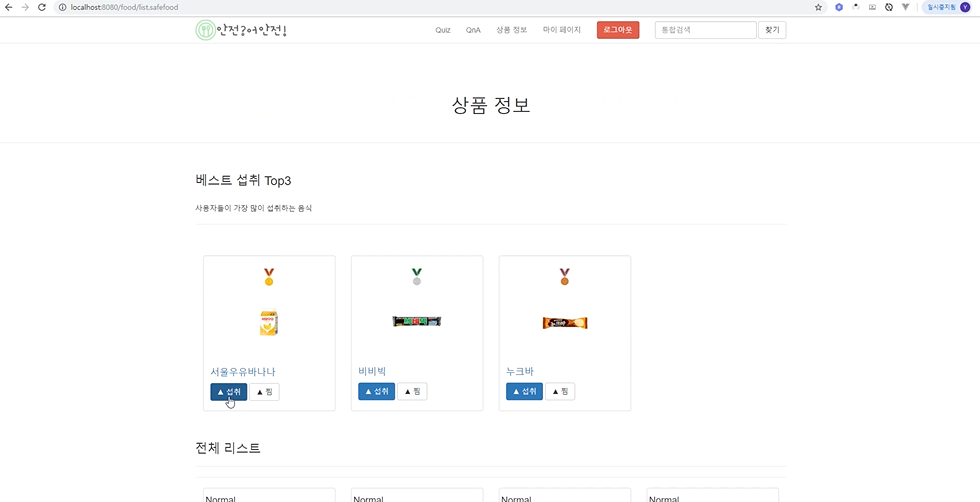 localhost:8080/food/list.safefood
일시중지됨 Y
안전?어안전!
Quiz QnA 상품 정보 마이 페이지 로그아웃 통합검색 찾기
상품 정보
베스트 섭취 Top3
사용자들이 가장 많이 섭취하는 음식
서울우유바나나 비비빅 누크바
▲ 섭취 ▲ 찜 ▲ 섭취 ▲ 찜 ▲ 섭취 ▲ 찜
전체 리스트
Normal Normal Normal Normal